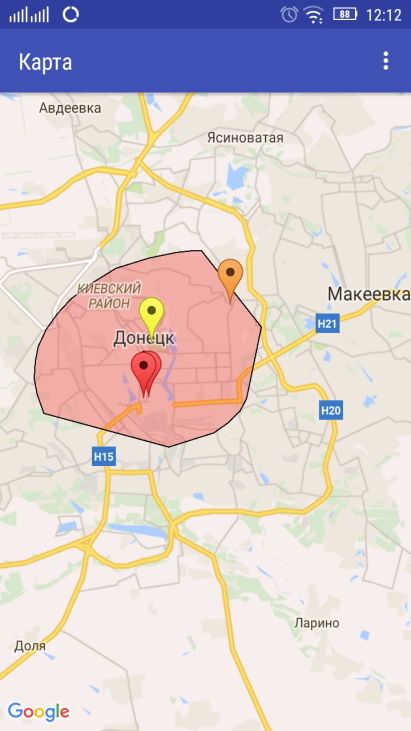 88 12:12
Карта
Авдеевка
Ясиноватая
КИЕВСКИЙ
РАЙОН
Макеевка
H21
Донецк
H20
H15
Ларино
Доля
Google